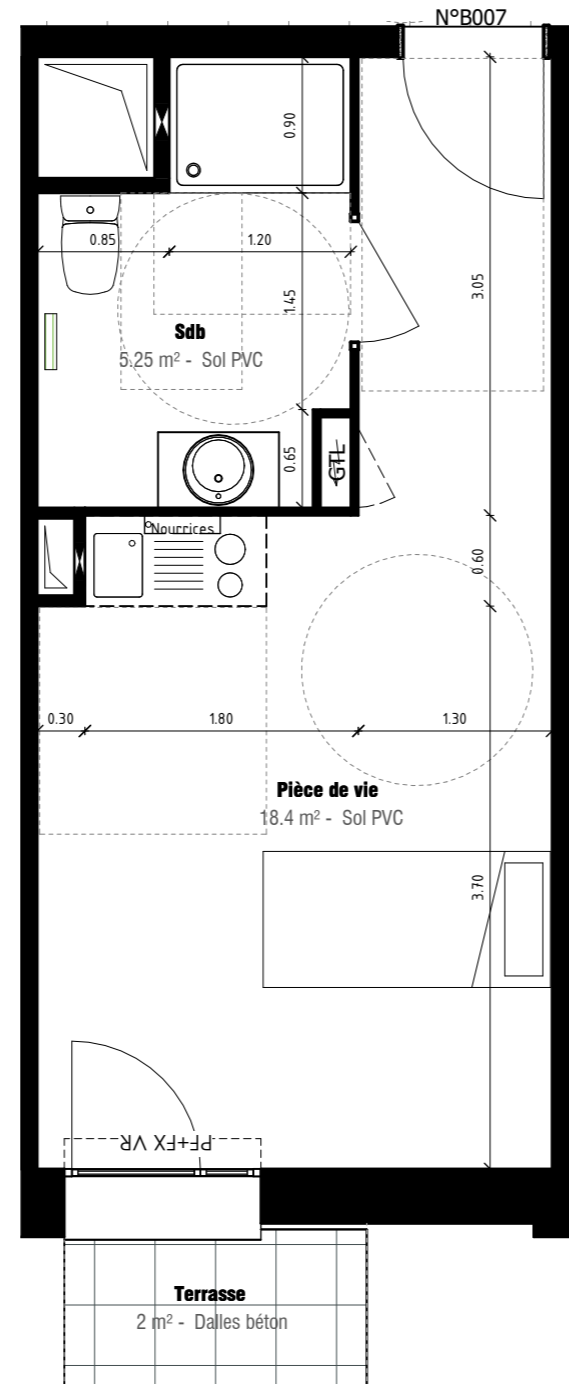 N°B007
0.90
0.85
1.20
3.05
1.45
Sdb
5.25 m² - Sol PVC
0.65
GTL
Nourrices
0.60
0.30
1.80
1.30
Pièce de vie
18.4 m² - Sol PVC
3.70
PF+FX VR
Terrasse
2 m² - Dalles béton